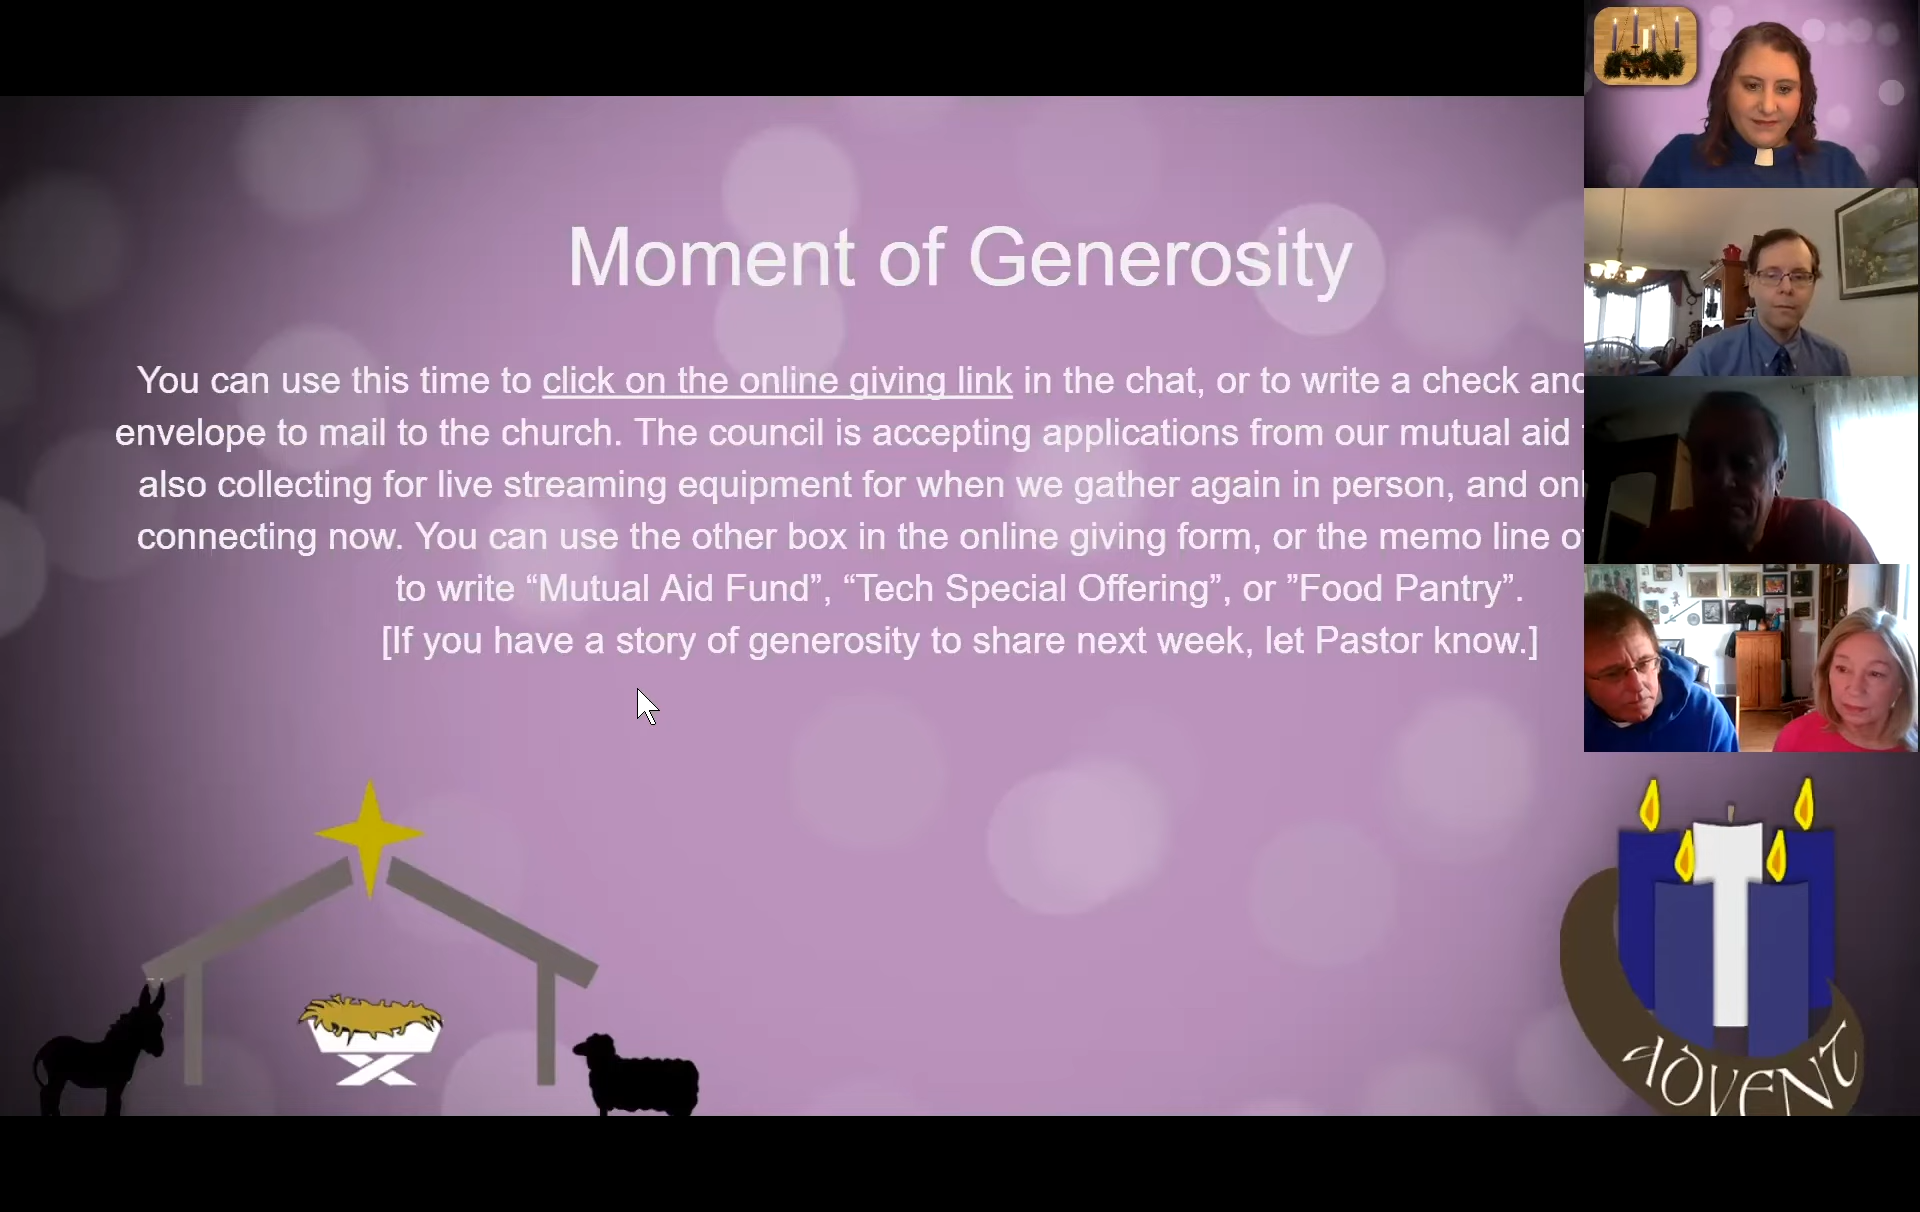 Moment of Generosity
You can use this time to click on the online giving link in the chat, or to write a check and
envelope to mail to the church. The council is accepting applications from our mutual aid
also collecting for live streaming equipment for when we gather again in person, and
connecting now. You can use the other box in the online giving form, or the memo line
to write “Mutual Aid Fund”, “Tech Special Offering”, or ”Food Pantry”.
[If you have a story of generosity to share next week, let Pastor know.]
ADVENT